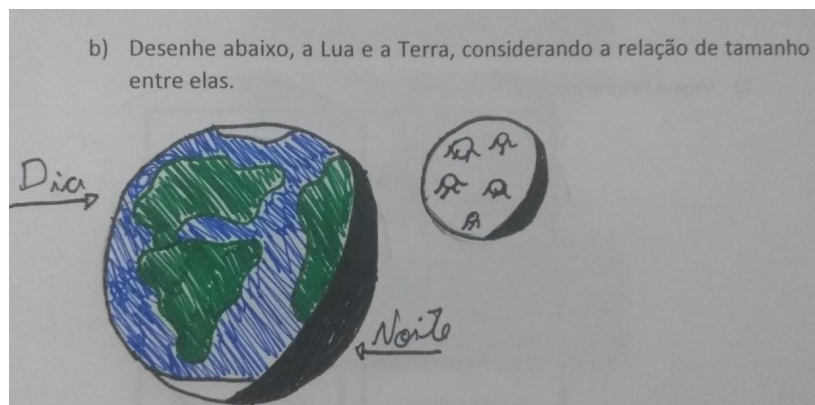 b) Desenhe abaixo, a Lua e a Terra, considerando a relação de tamanho
entre elas.
Dia
Noite